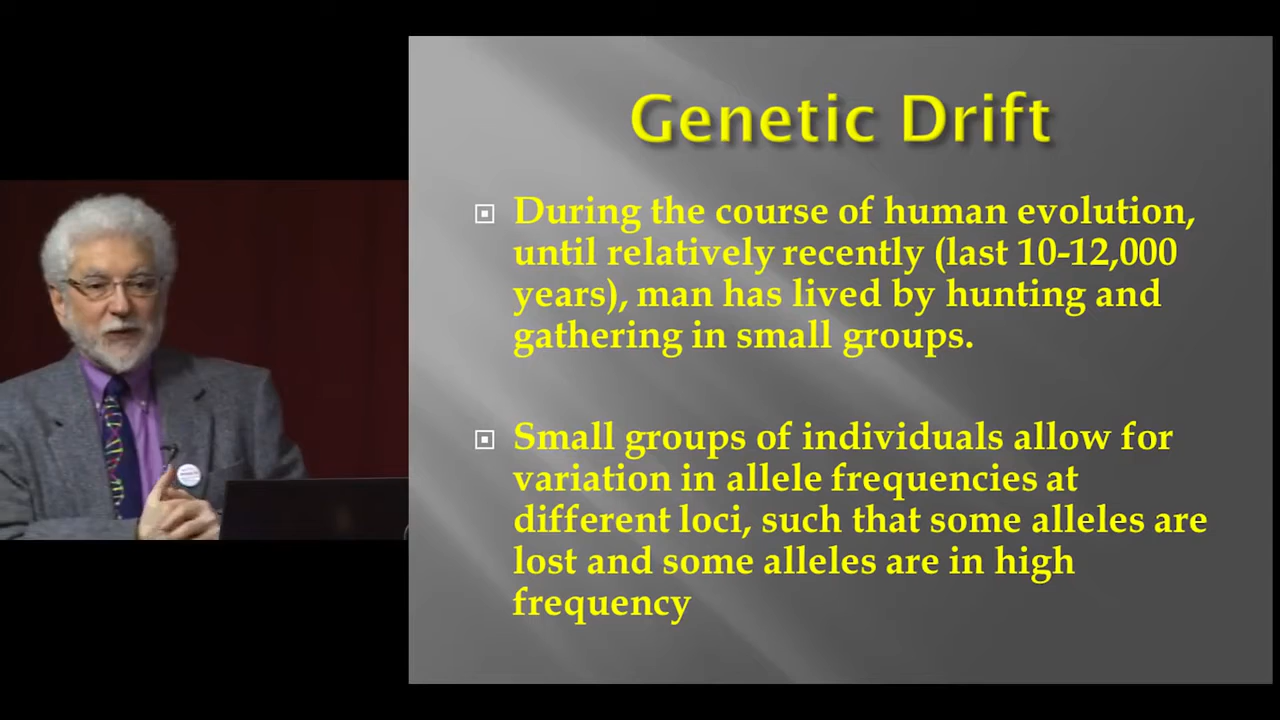 Genetic Drift
During the course of human evolution,
until relatively recently (last 10-12,000
years), man has lived by hunting and
gathering in small groups.
Small groups of individuals allow for
variation in allele frequencies at
different loci, such that some alleles are
lost and some alleles are in high
frequency